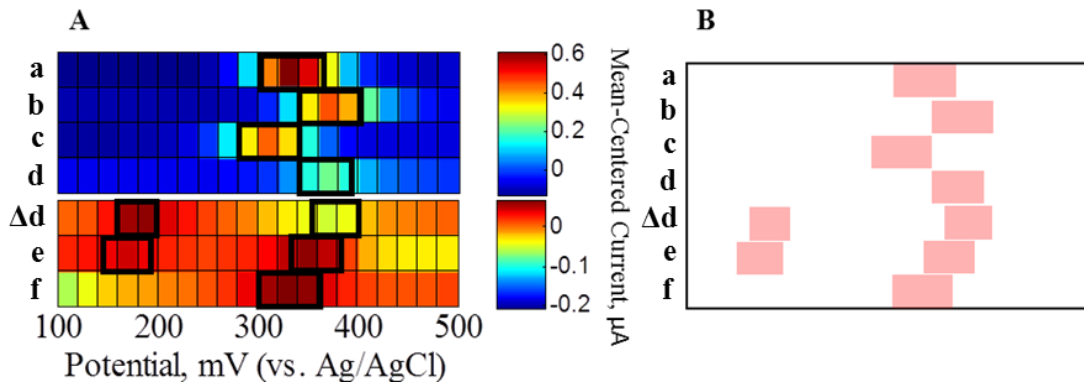 A
B
a
b
c
d
Δd
e
f
0.6
0.4
0.2
0
0
-0.1
-0.2
Mean-Centered Current, µA
100 200 300 400 500
Potential, mV (vs. Ag/AgCl)
a
b
c
d
Δd
e
f